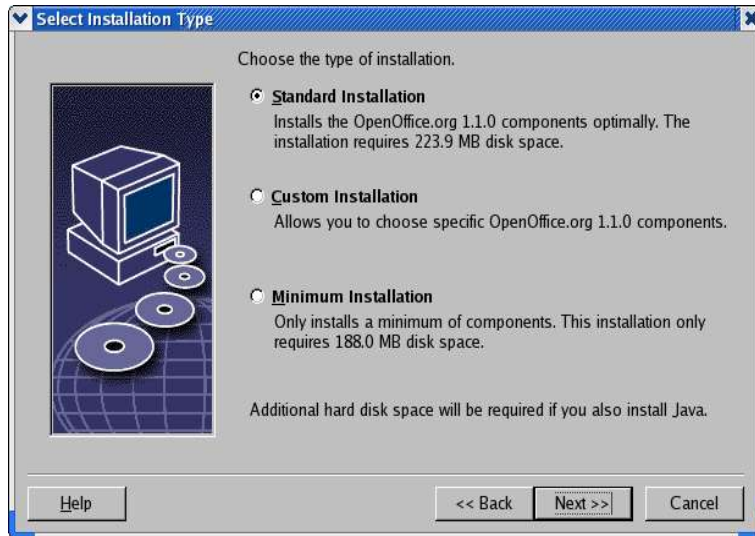 Select Installation Type
Choose the type of installation.
Standard Installation
Installs the OpenOffice.org 1.1.0 components optimally. The
installation requires 223.9 MB disk space.
Custom Installation
Allows you to choose specific OpenOffice.org 1.1.0 components.
Minimum Installation
Only installs a minimum of components. This installation only
requires 188.0 MB disk space.
Additional hard disk space will be required if you also install Java.
Help
<< Back
Next >>
Cancel